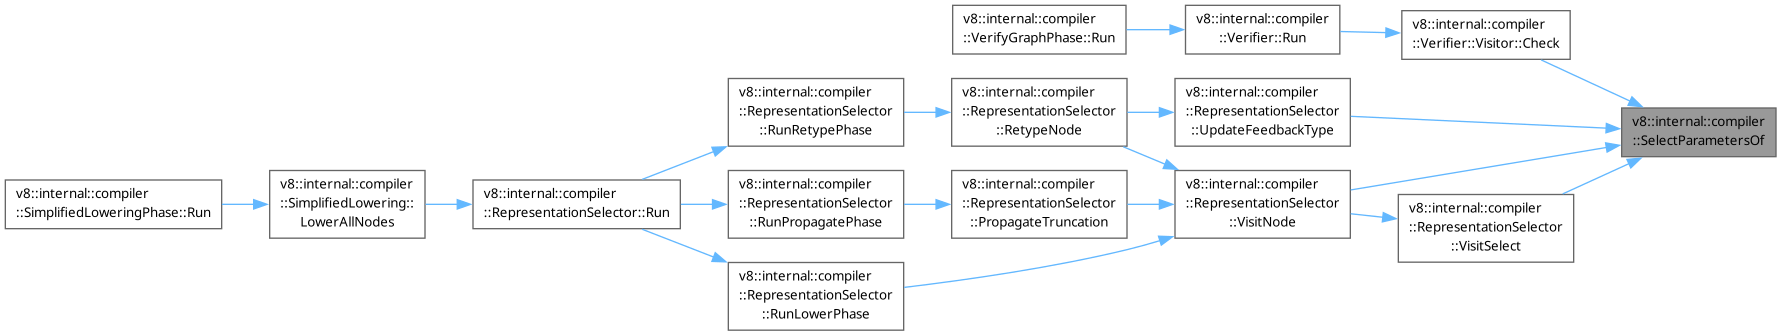 v8::internal::compiler
::VerifyGraphPhase::Run
v8::internal::compiler
::Verifier::Run
v8::internal::compiler
::Verifier::Visitor::Check
v8::internal::compiler
::RepresentationSelector
::RunRetypePhase
v8::internal::compiler
::RepresentationSelector
::RetypeNode
v8::internal::compiler
::RepresentationSelector
::UpdateFeedbackType
v8::internal::compiler
::SelectParametersOf
v8::internal::compiler
::SimplifiedLoweringPhase::Run
v8::internal::compiler
::SimplifiedLowering::
LowerAllNodes
v8::internal::compiler
::RepresentationSelector::Run
v8::internal::compiler
::RepresentationSelector
::RunPropagatePhase
v8::internal::compiler
::RepresentationSelector
::PropagateTruncation
v8::internal::compiler
::RepresentationSelector
::VisitNode
v8::internal::compiler
::RepresentationSelector
::VisitSelect
v8::internal::compiler
::RepresentationSelector
::RunLowerPhase